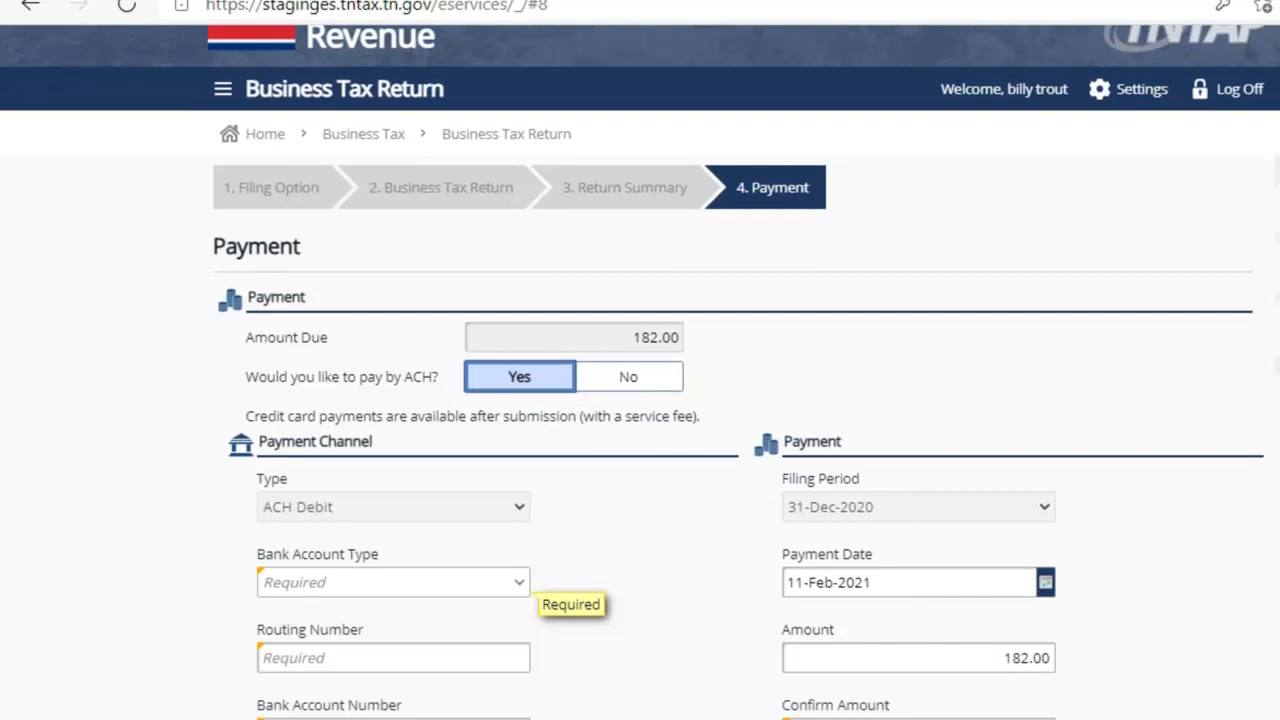 https://staginges.tntax.tn.gov/eservices/_/#8
Revenue
TNTAP
Business Tax Return
Welcome, billy trout
Settings
Log Off
Home > Business Tax > Business Tax Return
1. Filing Option
2. Business Tax Return
3. Return Summary
4. Payment
Payment
Payment
Amount Due
182.00
Would you like to pay by ACH?
Yes
No
Credit card payments are available after submission (with a service fee).
Payment Channel
Type
ACH Debit
Bank Account Type
Required
Required
Routing Number
Required
Bank Account Number
Payment
Filing Period
31-Dec-2020
Payment Date
11-Feb-2021
Amount
182.00
Confirm Amount